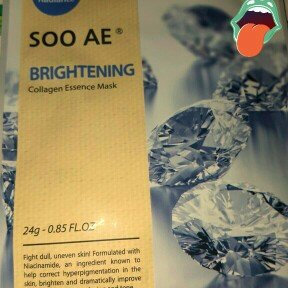 Radiance
SOO AE®
BRIGHTENING
Collagen Essence Mask
24g - 0.85 FL.OZ
Fight dull, uneven skin! Formulated with
Niacinamide, an ingredient known to
help correct hyperpigmentation in the
skin, brighten and dramatically improve